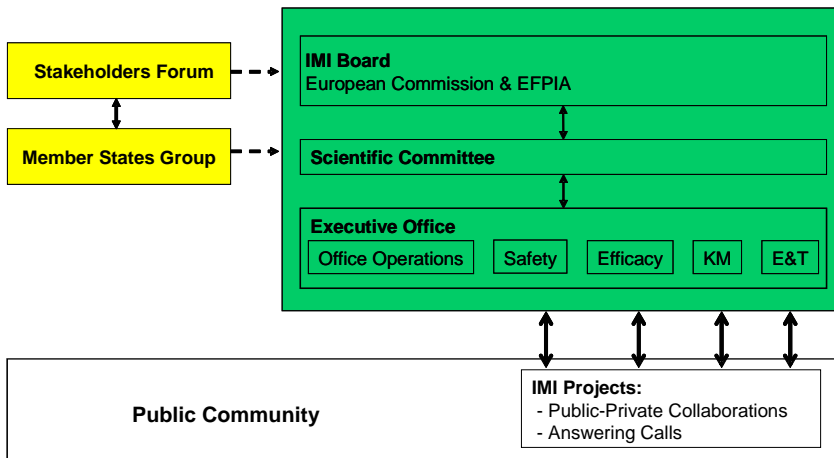 Stakeholders Forum
Member States Group
IMI Board
European Commission & EFPIA
Scientific Committee
Executive Office
Office Operations
Safety
Efficacy
KM
E&T
Public Community
IMI Projects:
- Public-Private Collaborations
- Answering Calls